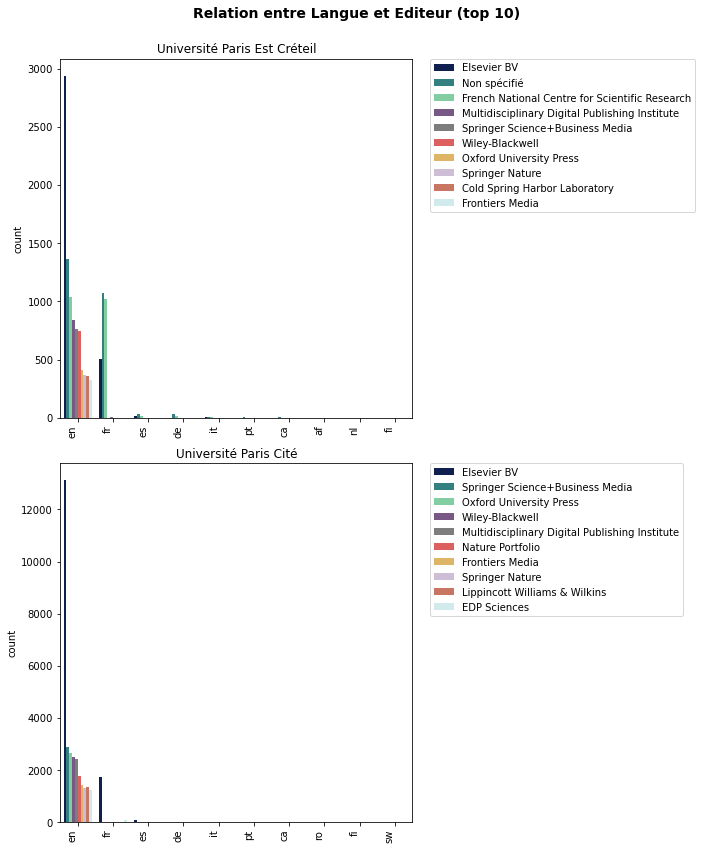 Relation entre Langue et Editeur (top 10)
Université Paris Est Créteil
3000
2500
2000
1500
1000
500
0
count
en
fr
es
de
it
pt
ca
af
nl
fi
Elsevier BV
Non spécifié
French National Centre for Scientific Research
Multidisciplinary Digital Publishing Institute
Springer Science+Business Media
Wiley-Blackwell
Oxford University Press
Springer Nature
Cold Spring Harbor Laboratory
Frontiers Media
Université Paris Cité
12000
10000
8000
6000
4000
2000
0
count
en
fr
es
de
it
pt
ca
ro
fi
sw
Elsevier BV
Springer Science+Business Media
Oxford University Press
Wiley-Blackwell
Multidisciplinary Digital Publishing Institute
Nature Portfolio
Frontiers Media
Springer Nature
Lippincott Williams & Wilkins
EDP Sciences